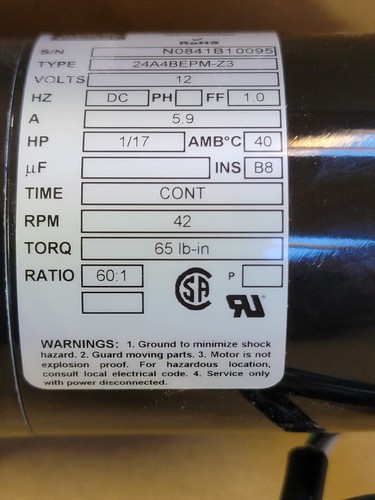 RoHS
S/N N0841B10095
TYPE 24A4BEPM-Z3
VOLTS 12
HZ DC PH FF 1.0
A 5.9
HP 1/17 AMB°C 40
µF INS B8
TIME CONT
RPM 42
TORQ 65 lb-in
RATIO 60:1 P
SA
WARNINGS: 1. Ground to minimize shock
hazard. 2. Guard moving parts. 3. Motor is not
explosion proof. For hazardous location,
consult local electrical code. 4. Service only
with power disconnected.